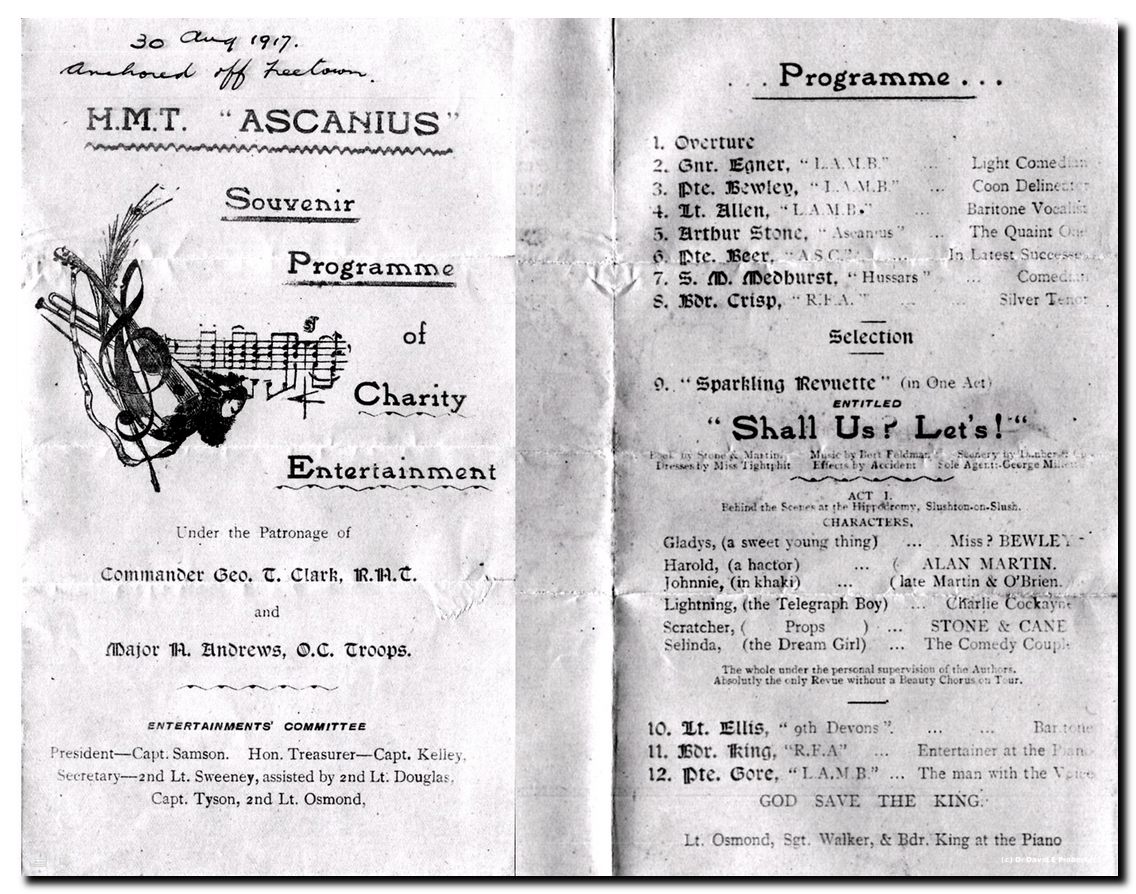 30 Aug 1917.
Anchored off Freetown.
H.M.T. "ASCANIUS"
Souvenir
Programme
of
Charity
Entertainment
Under the Patronage of
Commander Geo. T. Clark, R.N.T.
and
Major A. Andrews, O.C. Troops.
ENTERTAINMENTS' COMMITTEE
President—Capt. Samson. Hon. Treasurer—Capt. Kelley,
Secretary—2nd Lt. Sweeney, assisted by 2nd Lt. Douglas,
Capt. Tyson, 2nd Lt. Osmond,
. . . Programme . . .
1. Overture
2. Gnr. Egner, "L.A.M.B." ... Light Comedian
3. Pte. Bewley, "L.A.M.B." ... Coon Delineator
4. Lt. Allen, "L.A.M.B." ... Baritone Vocalist
5. Arthur Stone, "Ascanius" ... The Quaint One
6. Pte. Beer, "A.S.C." ... In Latest Successes
7. S. M. Medhurst, "Hussars" ... Comedian
8. Bdr. Crisp, "R.F.A." ... ... Silver Tenor
Selection
9. "Sparkling Revuette" (in One Act)
ENTITLED
"Shall Us? Let's!"
Book by Stone & Martin. Music by Bert Feldman. Scenery by
Dresses by Miss Tightphit Effects by Accident Sole Agent:-George
ACT I.
Behind the Scenes at the Hippodromy, Slushton-on-Slush.
CHARACTERS,
Gladys, (a sweet young thing) ... Miss? BEWLEY
Harold, (a hactor) ... ( ALAN MARTIN.
Johnnie, (in khaki) ... (late Martin & O'Brien.
Lightning, (the Telegraph Boy) ... Charlie Cockayne
Scratcher, ( Props ) ... STONE & CANE
Selinda, (the Dream Girl) ... The Comedy Couple
The whole under the personal supervision of the Authors.
Absolutly the only Revue without a Beauty Chorus on Tour.
10. Lt. Ellis, "9th Devons". ... ... Baritone
11. Bdr. King, "R.F.A" ... Entertainer at the Piano
12. Pte. Gore, "L.A.M.B." ... The man with the Voice
GOD SAVE THE KING.
Lt. Osmond, Sgt. Walker, & Bdr. King at the Piano